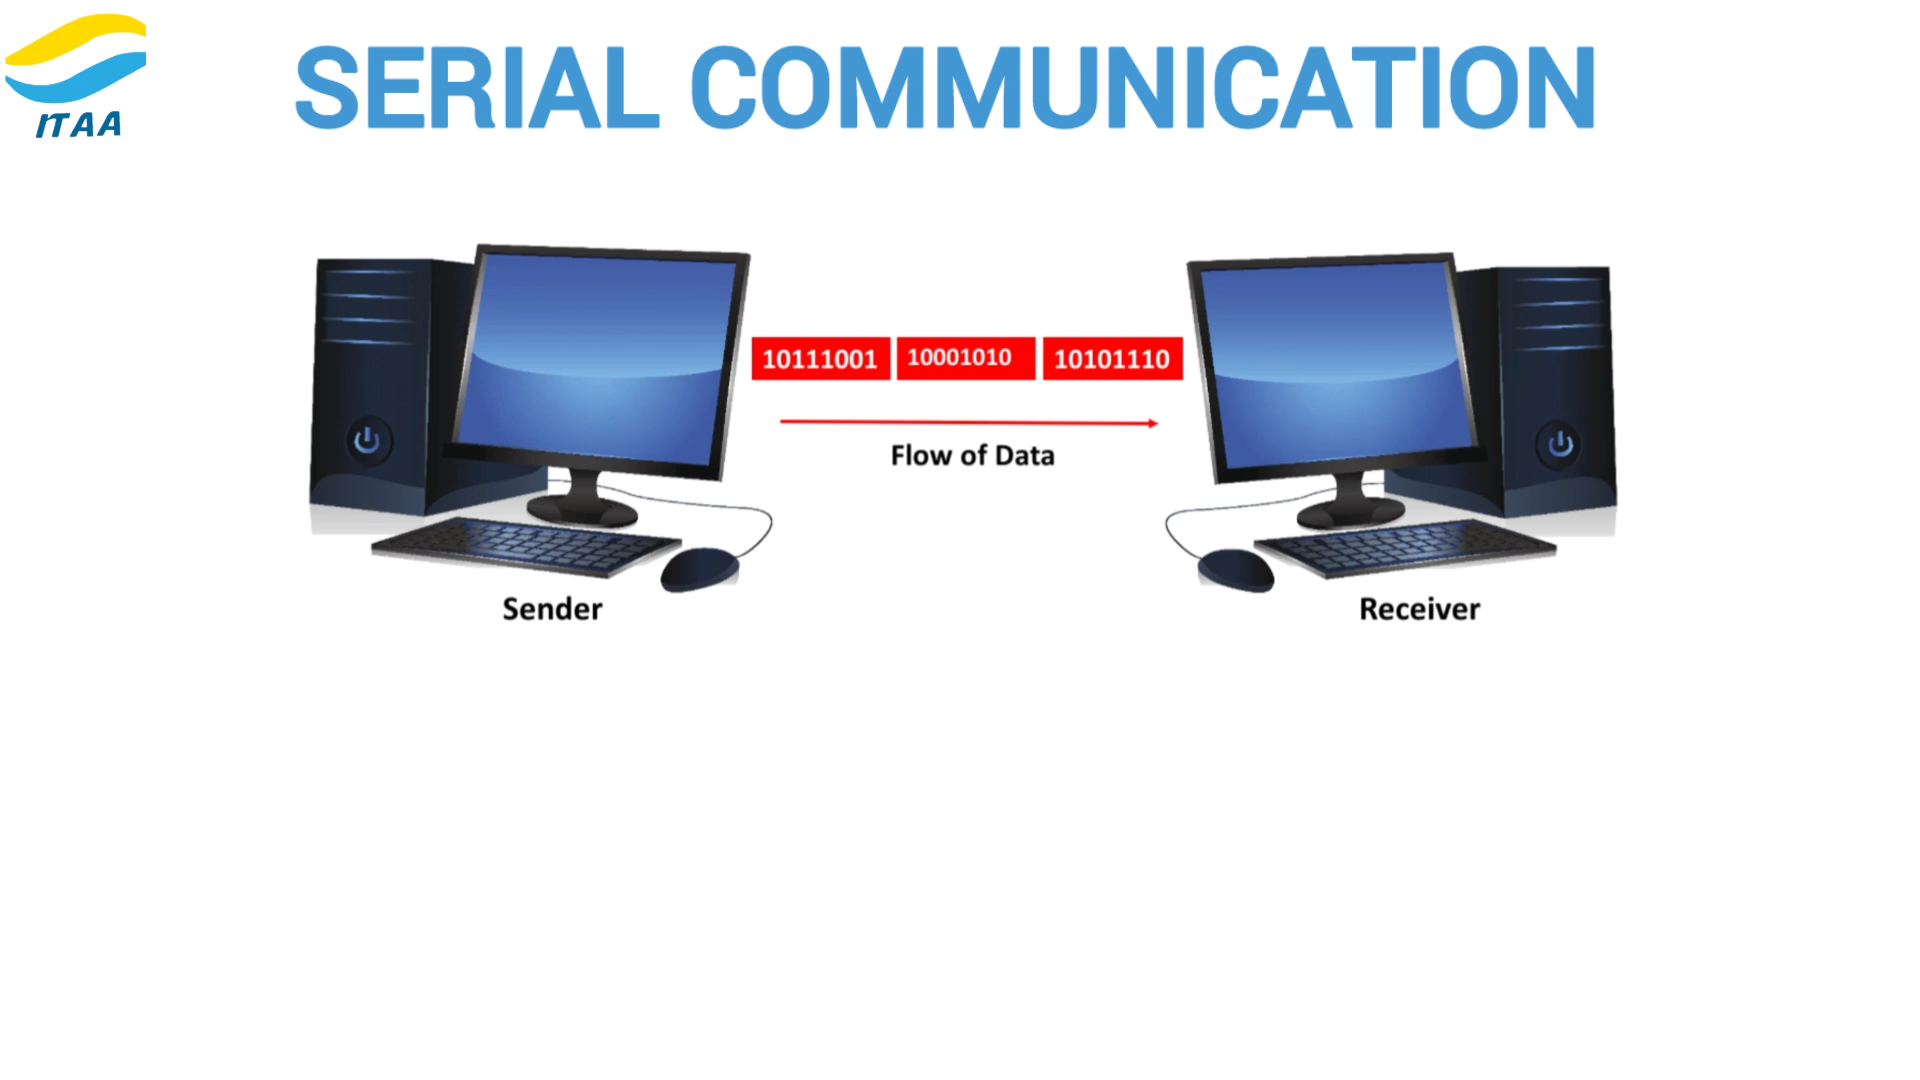 ITAA
SERIAL COMMUNICATION
10111001 10001010 10101110
Flow of Data
Sender Receiver